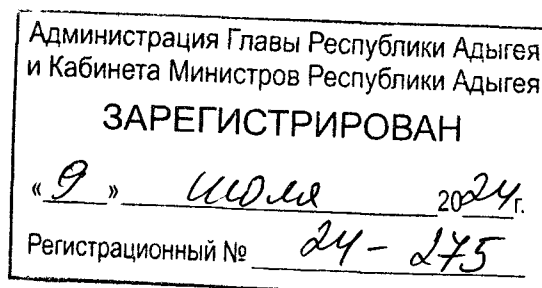 Администрация Главы Республики Адыгея
и Кабинета Министров Республики Адыгея
ЗАРЕГИСТРИРОВАН
«9» июля 2024г.
Регистрационный № 24-275